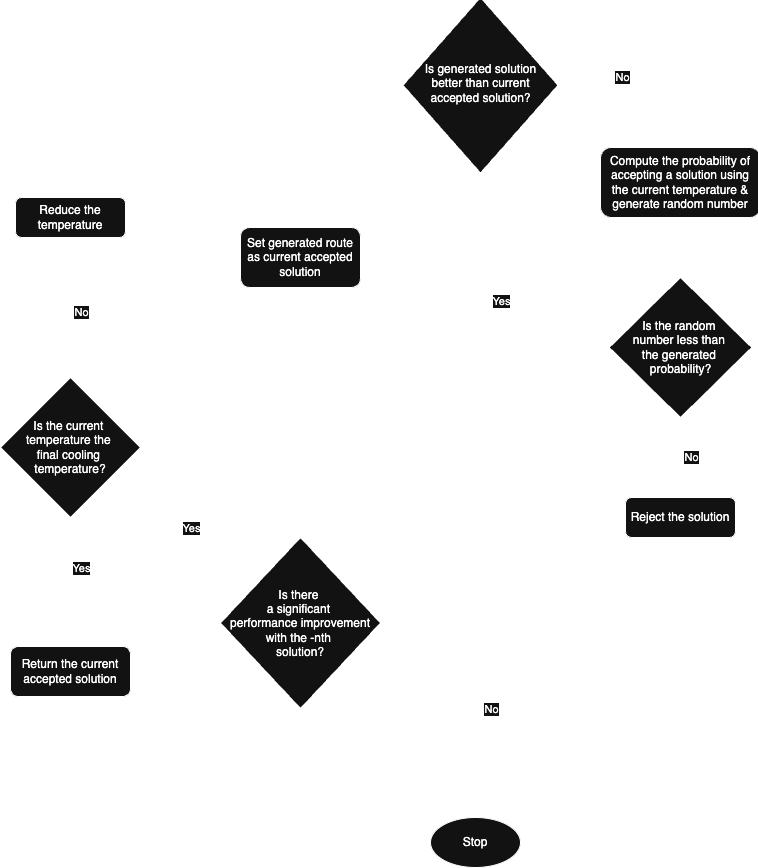 Is generated solution
better than current
accepted solution?
No
Compute the probability of
accepting a solution using
the current temperature &
generate random number
Reduce the
temperature
Set generated route
as current accepted
solution
No
Yes
Is the random
number less than
the generated
probability?
Is the current
temperature the
final cooling
temperature?
No
Reject the solution
Yes
Yes
Is there
a significant
performance improvement
with the -nth
solution?
Return the current
accepted solution
No
Stop